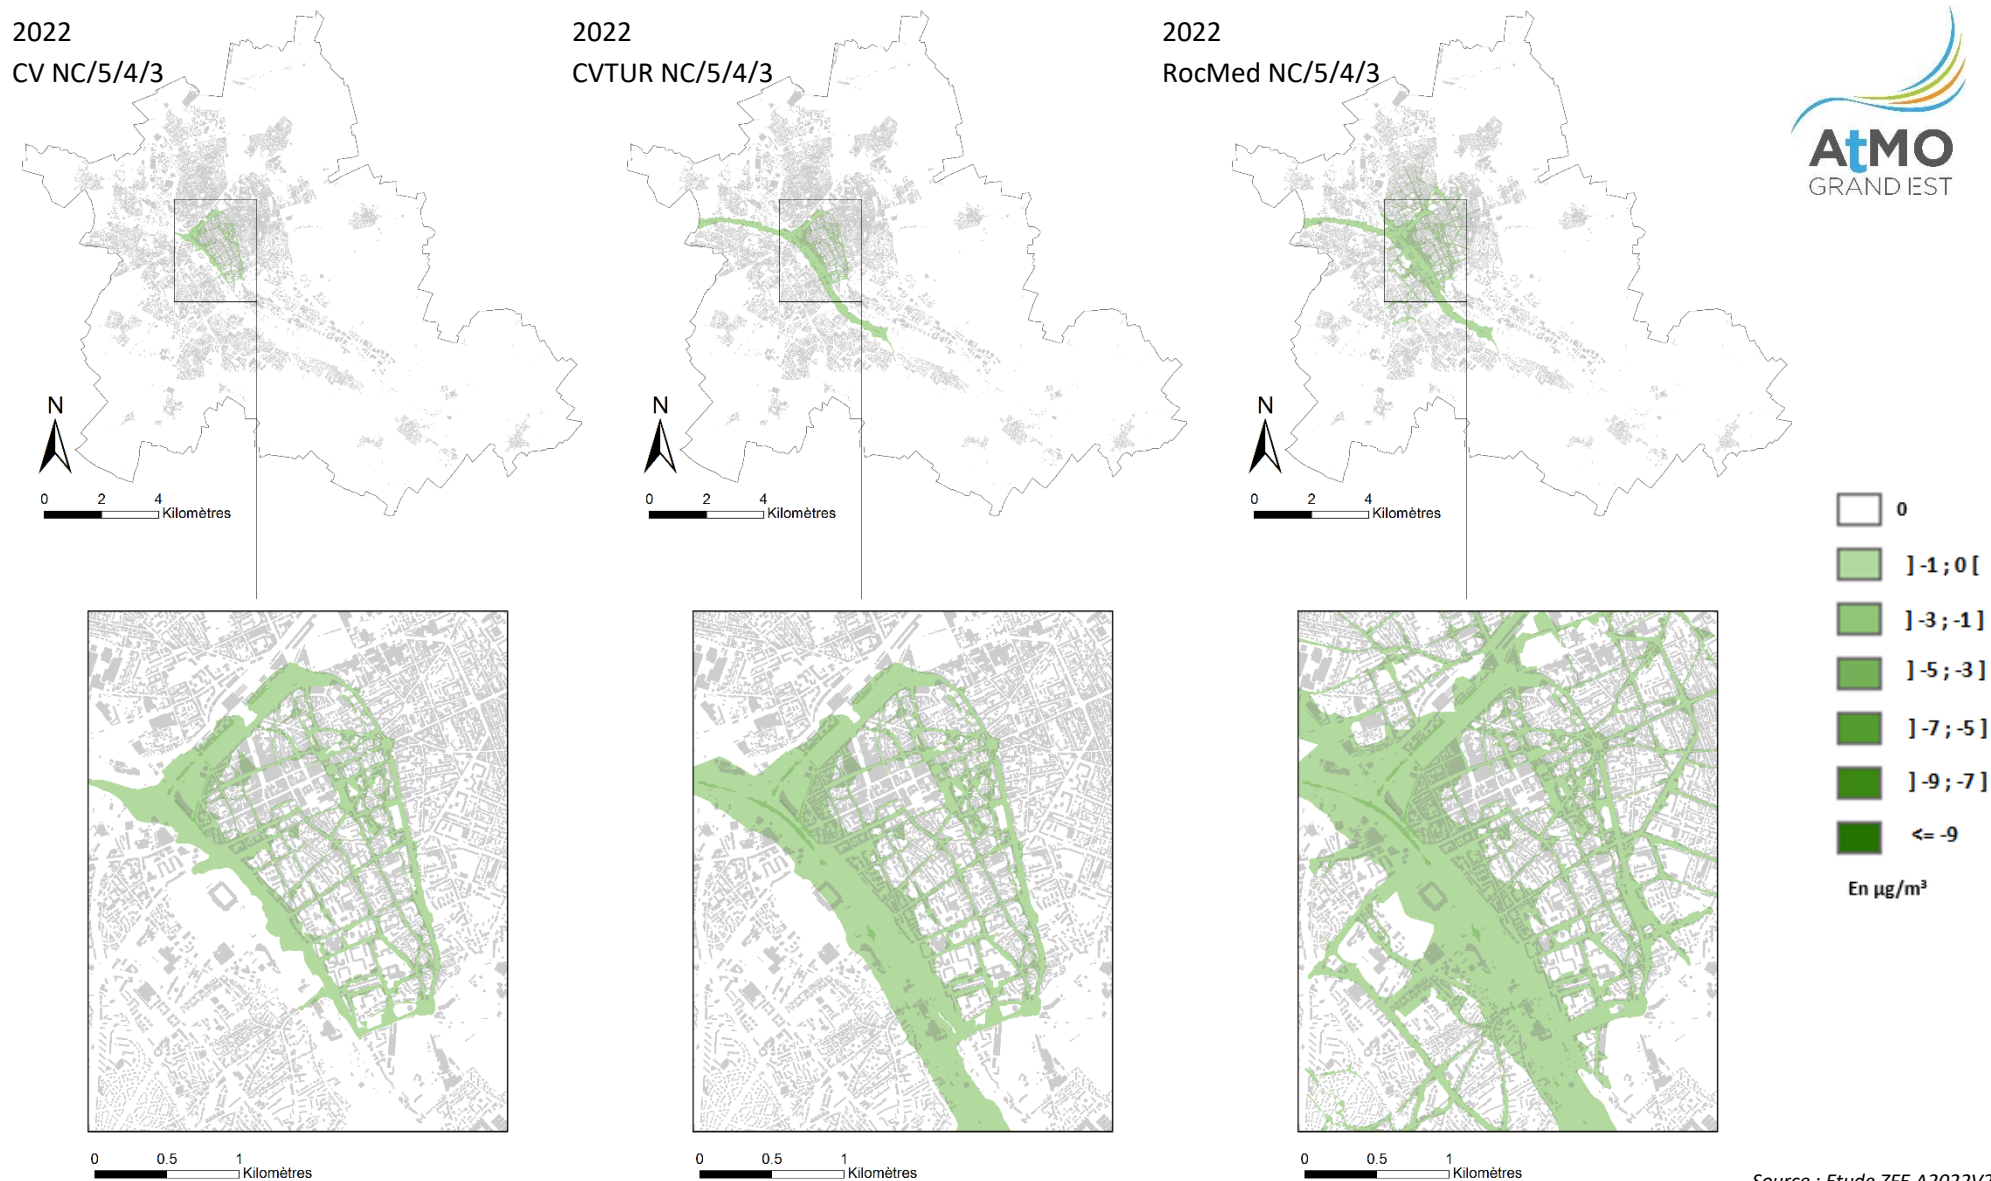 2022
CV NC/5/4/3
2022
CVTUR NC/5/4/3
2022
RocMed NC/5/4/3
AtMO
GRAND EST
N
N
N
0 2 4
Kilomètres
0 2 4
Kilomètres
0 2 4
Kilomètres
0
] -1 ; 0 [
] -3 ; -1 ]
] -5 ; -3 ]
] -7 ; -5 ]
] -9 ; -7 ]
<= -9
En µg/m³
0 0.5 1
Kilomètres
0 0.5 1
Kilomètres
0 0.5 1
Kilomètres
Source : Etude ZFE A2022V2